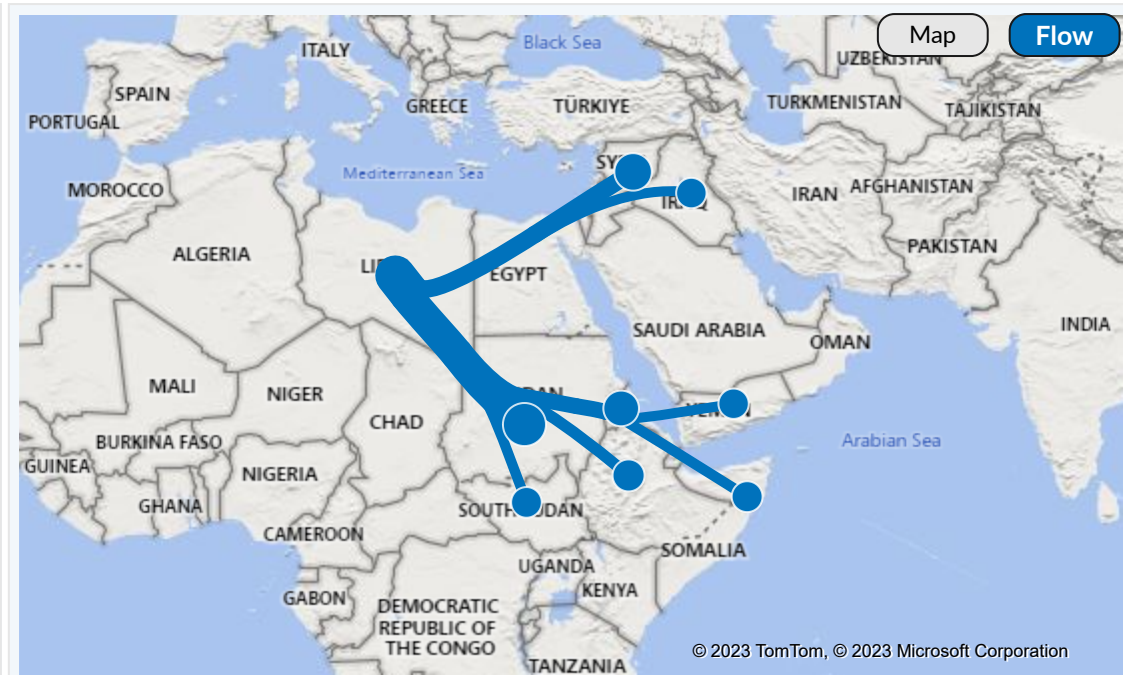 Map
Flow
ITALY
Black Sea
UZBEKISTAN
SPAIN
GREECE
TÜRKIYE
TURKMENISTAN
TAJIKISTAN
PORTUGAL
Mediterranean Sea
MOROCCO
IRAN
AFGHANISTAN
ALGERIA
EGYPT
PAKISTAN
SAUDI ARABIA
OMAN
INDIA
MALI
NIGER
CHAD
BURKINA FASO
Arabian Sea
GUINEA
NIGERIA
GHANA
CAMEROON
SOMALIA
UGANDA
KENYA
GABON
DEMOCRATIC
REPUBLIC OF
THE CONGO
TANZANIA
© 2023 TomTom, © 2023 Microsoft Corporation